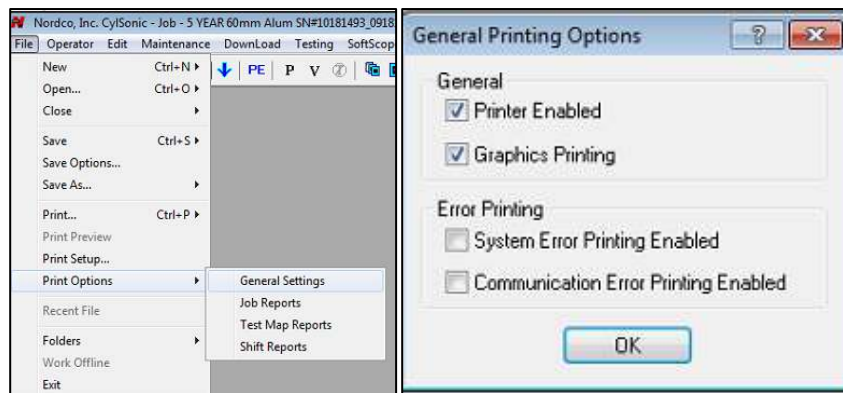 Nordco, Inc. CylSonic - Job - 5 YEAR 60mm Alum SN#10181493_0918
File Operator Edit Maintenance DownLoad Testing SoftScop
New Ctrl+N
PE P V
Open... Ctrl+O
Close
Save Ctrl+S
Save Options...
Save As...
Print... Ctrl+P
Print Preview
Print Setup...
Print Options
General Settings
Job Reports
Test Map Reports
Shift Reports
Recent File
Folders
Work Offline
Exit
General Printing Options
General
Printer Enabled
Graphics Printing
Error Printing
System Error Printing Enabled
Communication Error Printing Enabled
OK